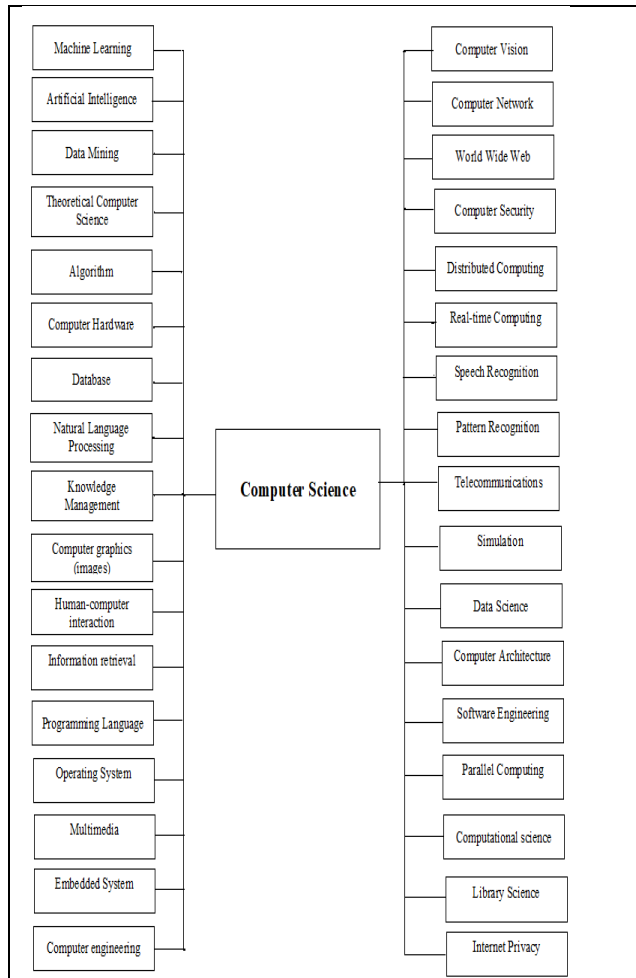 Machine Learning
Artificial Intelligence
Data Mining
Theoretical Computer
Science
Algorithm
Computer Hardware
Database
Natural Language
Processing
Knowledge
Management
Computer graphics
(images)
Human-computer
interaction
Information retrieval
Programming Language
Operating System
Multimedia
Embedded System
Computer engineering
Computer Science
Computer Vision
Computer Network
World Wide Web
Computer Security
Distributed Computing
Real-time Computing
Speech Recognition
Pattern Recognition
Telecommunications
Simulation
Data Science
Computer Architecture
Software Engineering
Parallel Computing
Computational science
Library Science
Internet Privacy